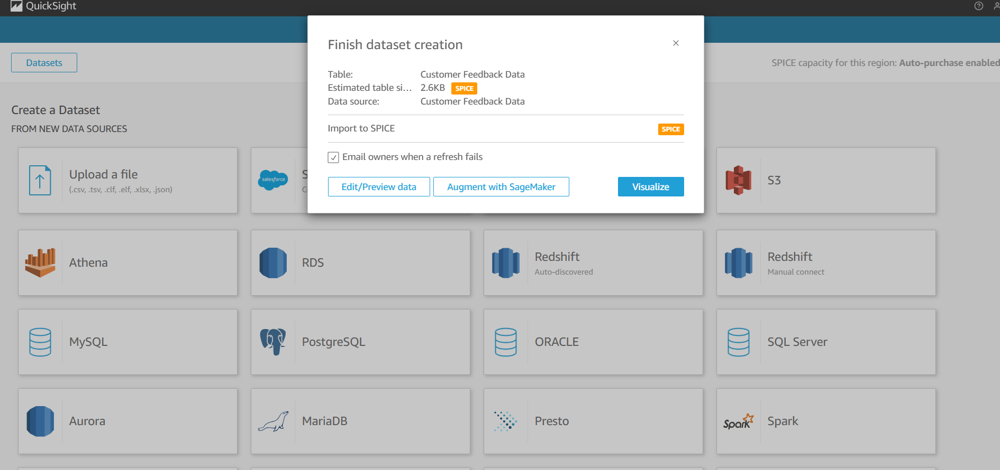 QuickSight
Finish dataset creation
Datasets
SPICE capacity for this region: Auto-purchase enabled
Table: Customer Feedback Data
Estimated table si... 2.6KB SPICE
Data source: Customer Feedback Data
Import to SPICE SPICE
Email owners when a refresh fails
Edit/Preview data Augment with SageMaker Visualize
Create a Dataset
FROM NEW DATA SOURCES
Upload a file
(.csv, .tsv, .clf, .elf, .xlsx, .json)
salesforce
S3
Athena
RDS
Redshift
Auto-discovered
Redshift
Manual connect
MySQL
PostgreSQL
ORACLE
SQL Server
Aurora
MariaDB
Presto
Spark
Spark